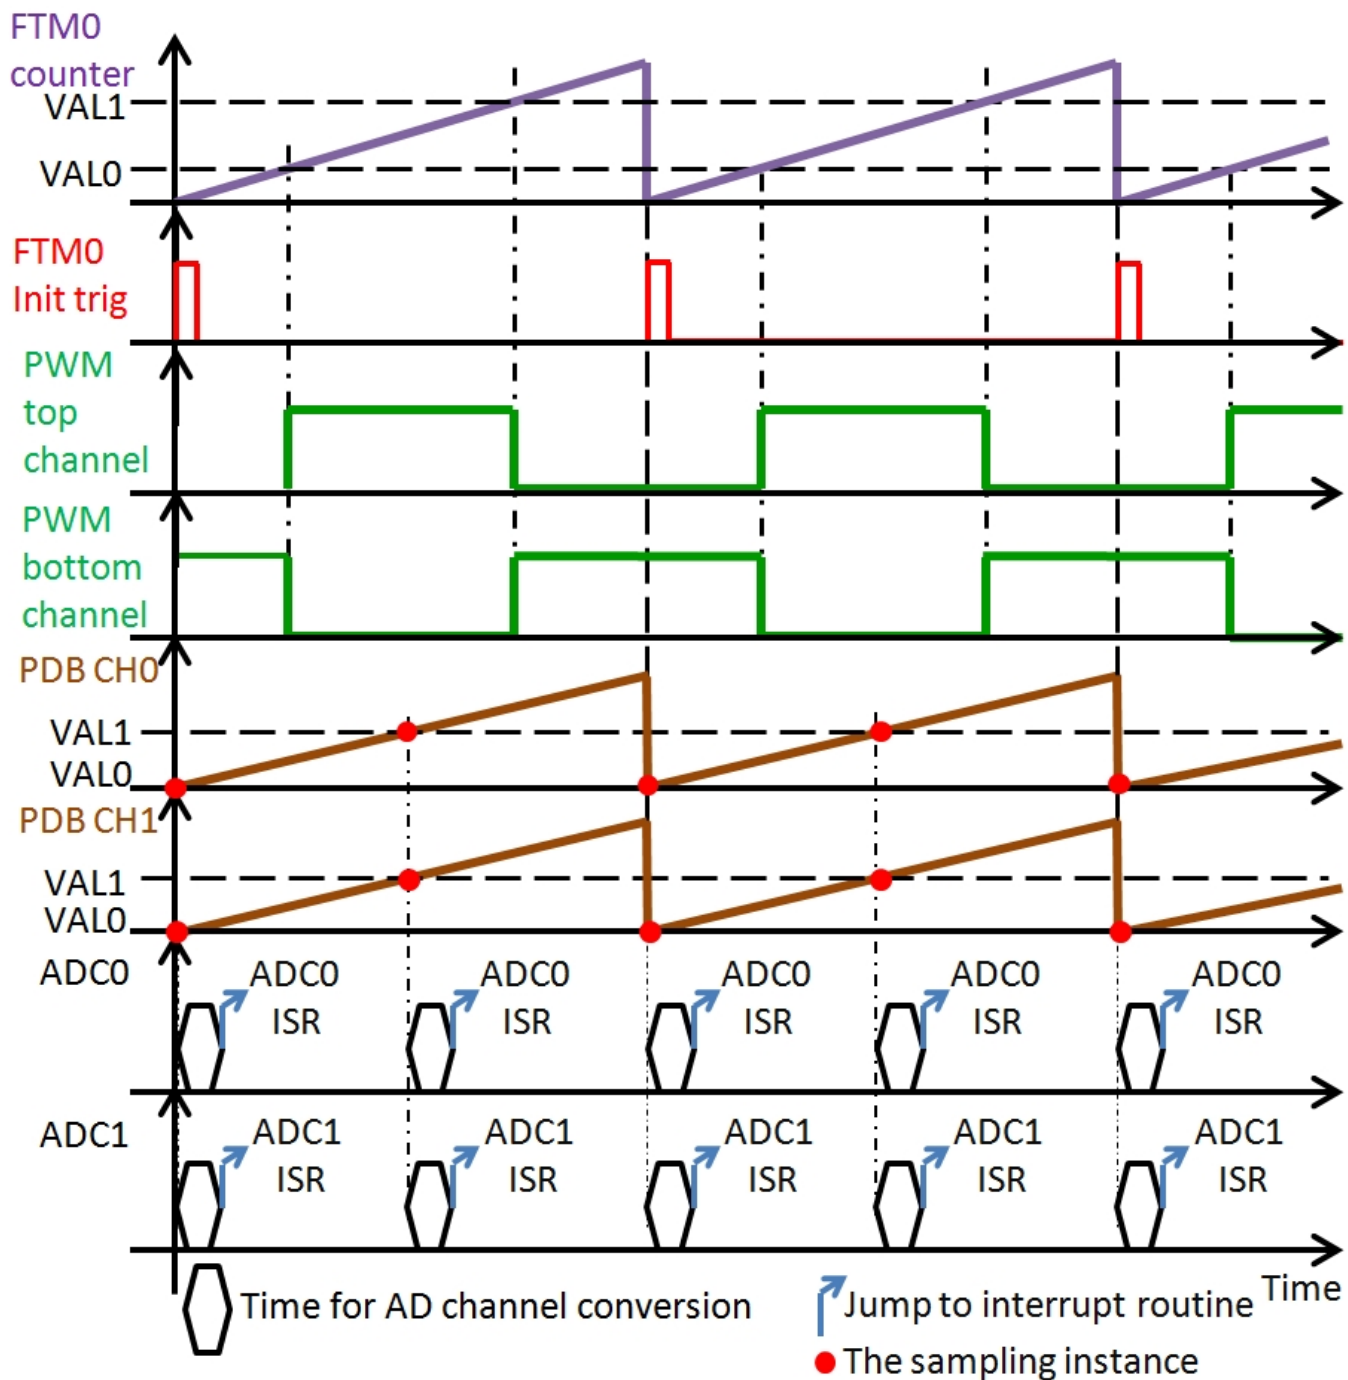 FTM0
counter
VAL1
VAL0
FTM0
Init trig
PWM
top
channel
PWM
bottom
channel
PDB CH0
VAL1
VAL0
PDB CH1
VAL1
VAL0
ADC0
ADC0 ADC0 ADC0 ADC0 ADC0
ISR ISR ISR ISR ISR
ADC1
ADC1 ADC1 ADC1 ADC1 ADC1
ISR ISR ISR ISR ISR
Time
Time for AD channel conversion
Jump to interrupt routine
The sampling instance